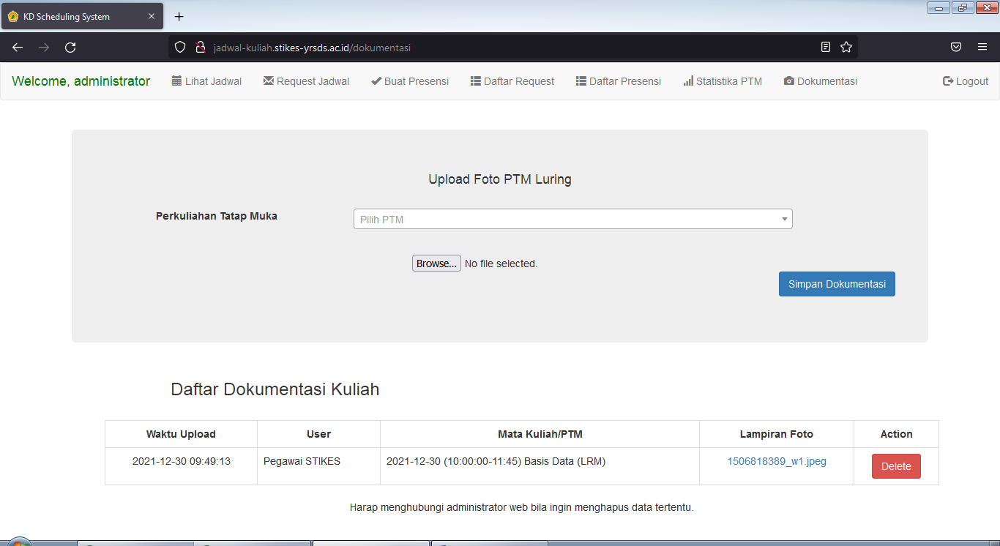 KD Scheduling System
jadwal-kuliah.stikes-yrsds.ac.id/dokumentasi
Welcome, administrator Lihat Jadwal Request Jadwal Buat Presensi Daftar Request Daftar Presensi Statistika PTM Dokumentasi Logout
Upload Foto PTM Luring
Perkuliahan Tatap Muka Pilih PTM
Browse... No file selected.
Simpan Dokumentasi
Daftar Dokumentasi Kuliah
Waktu Upload User Mata Kuliah/PTM Lampiran Foto Action
2021-12-30 09:49:13 Pegawai STIKES 2021-12-30 (10:00:00-11:45) Basis Data (LRM) 1506818389_w1.jpeg Delete
Harap menghubungi administrator web bila ingin menghapus data tertentu.